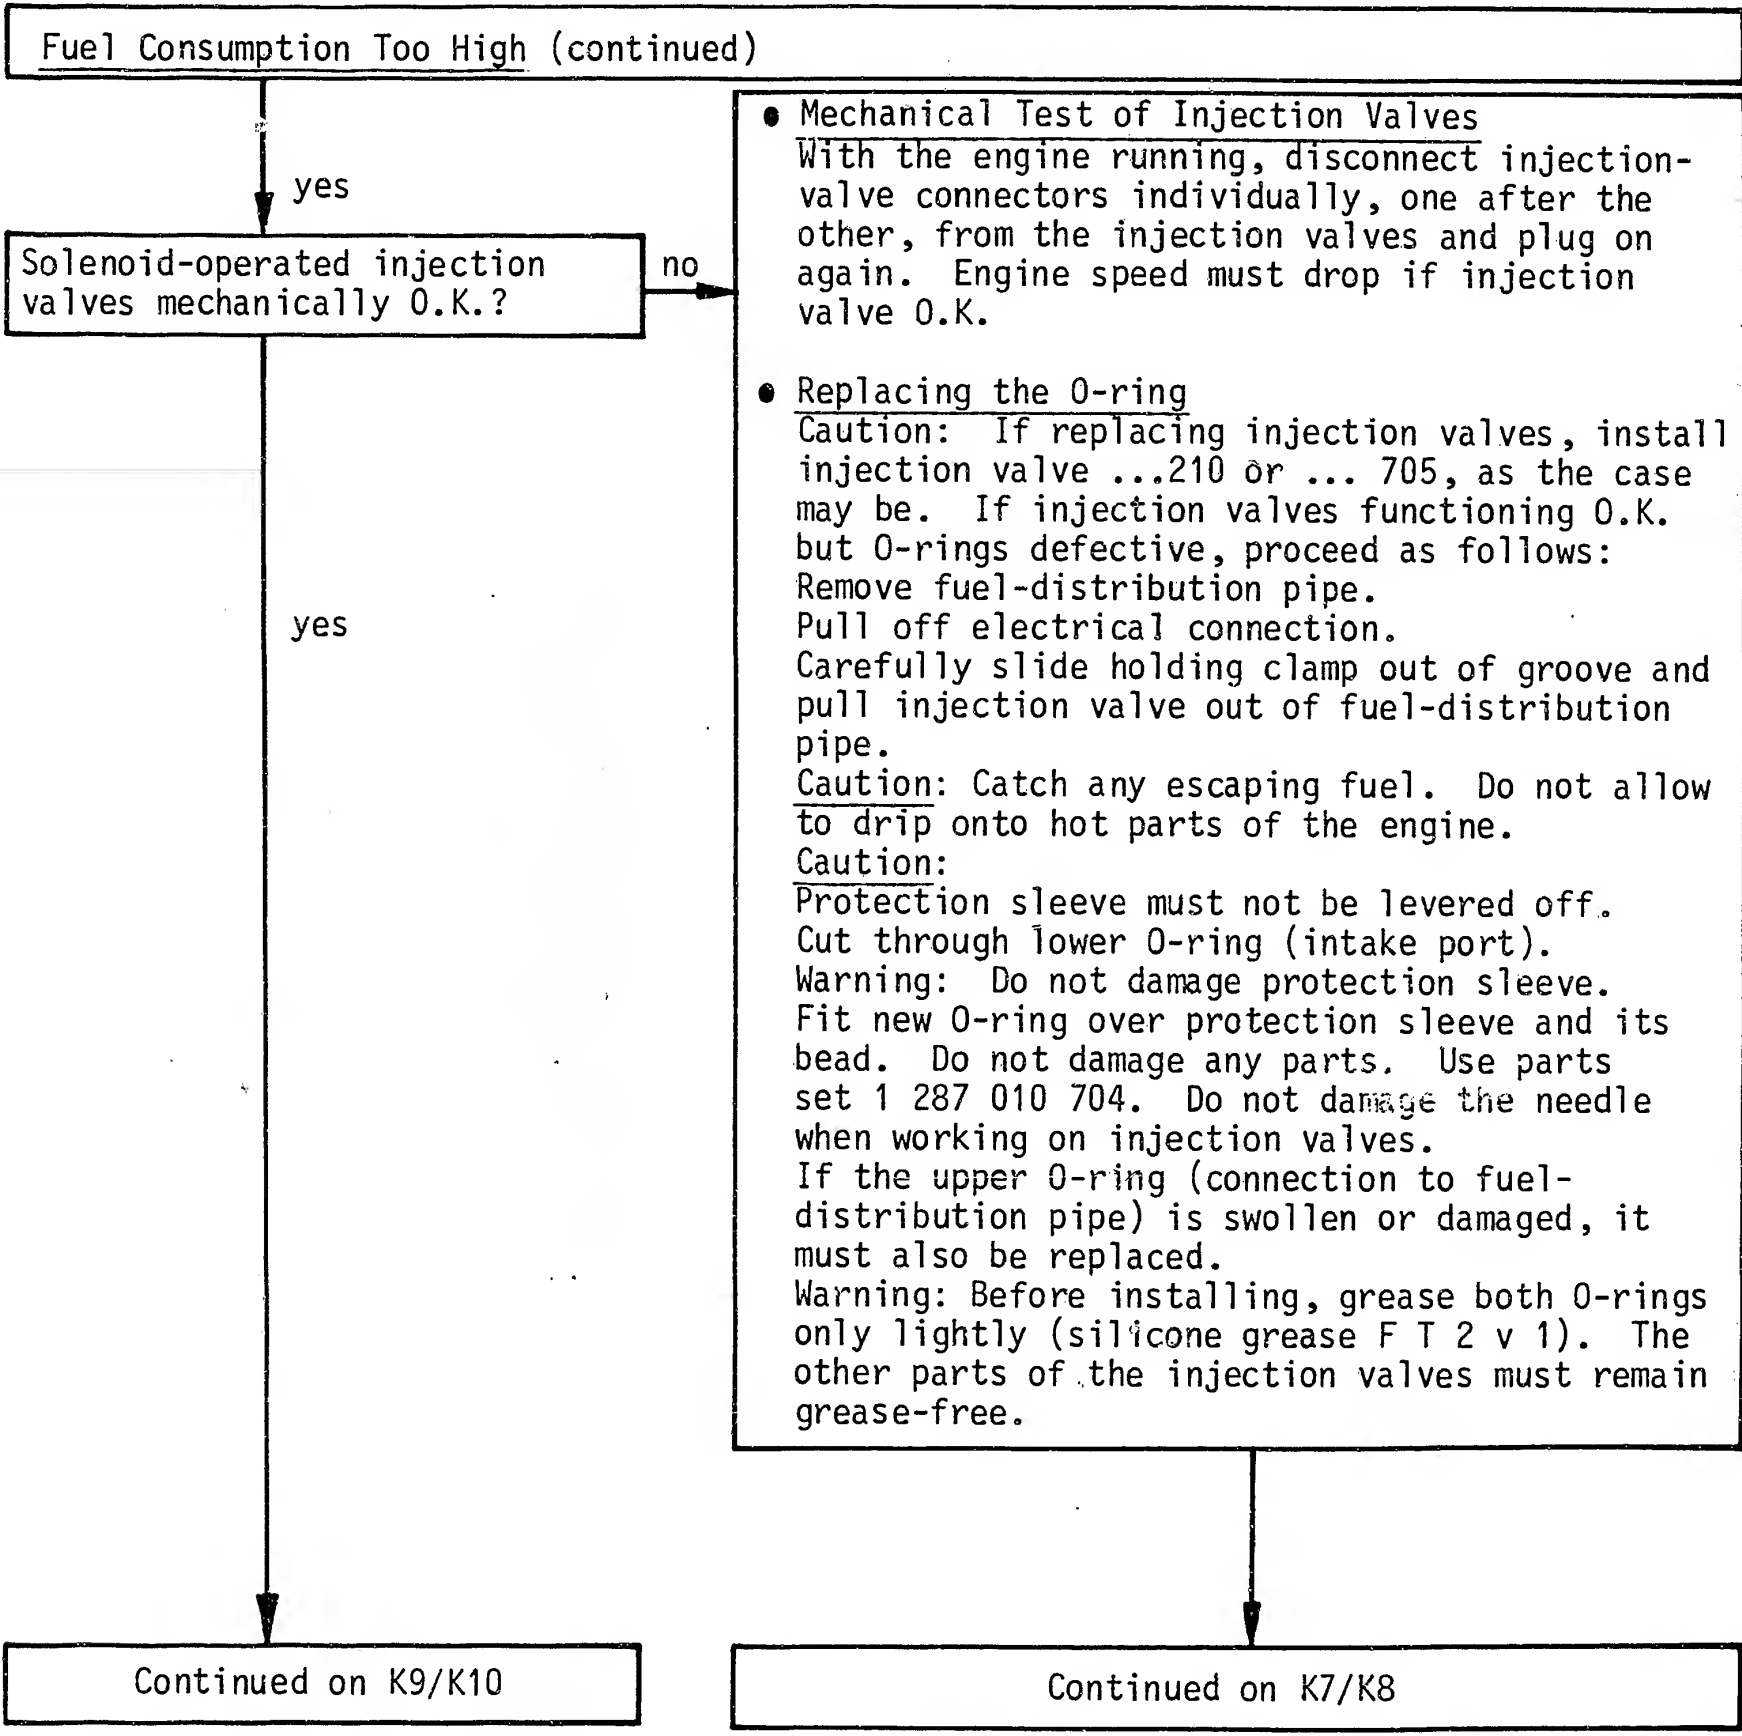 Fuel Consumption Too High (continued)
yes
Solenoid-operated injection
valves mechanically O.K.?
no
yes
• Mechanical Test of Injection Valves
With the engine running, disconnect injection-
valve connectors individually, one after the
other, from the injection valves and plug on
again.  Engine speed must drop if injection
valve O.K.
• Replacing the O-ring
Caution:  If replacing injection valves, install
injection valve ...210 or ... 705, as the case
may be.  If injection valves functioning O.K.
but O-rings defective, proceed as follows:
Remove fuel-distribution pipe.
Pull off electrical connection.
Carefully slide holding clamp out of groove and
pull injection valve out of fuel-distribution
pipe.
Caution: Catch any escaping fuel.  Do not allow
to drip onto hot parts of the engine.
Caution:
Protection sleeve must not be levered off.
Cut through lower O-ring (intake port).
Warning:  Do not damage protection sleeve.
Fit new O-ring over protection sleeve and its
bead.  Do not damage any parts.  Use parts
set 1 287 010 704.  Do not damage the needle
when working on injection valves.
If the upper O-ring (connection to fuel-
distribution pipe) is swollen or damaged, it
must also be replaced.
Warning: Before installing, grease both O-rings
only lightly (silicone grease F T 2 v 1).  The
other parts of the injection valves must remain
grease-free.
Continued on K9/K10
Continued on K7/K8